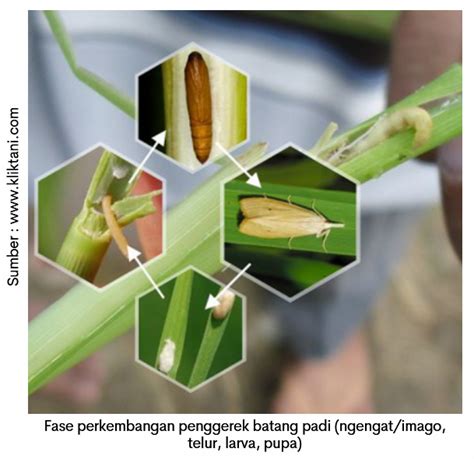 Sumber : www.kliktani.com
Fase perkembangan penggerek batang padi (ngengat/imago,
telur, larva, pupa)